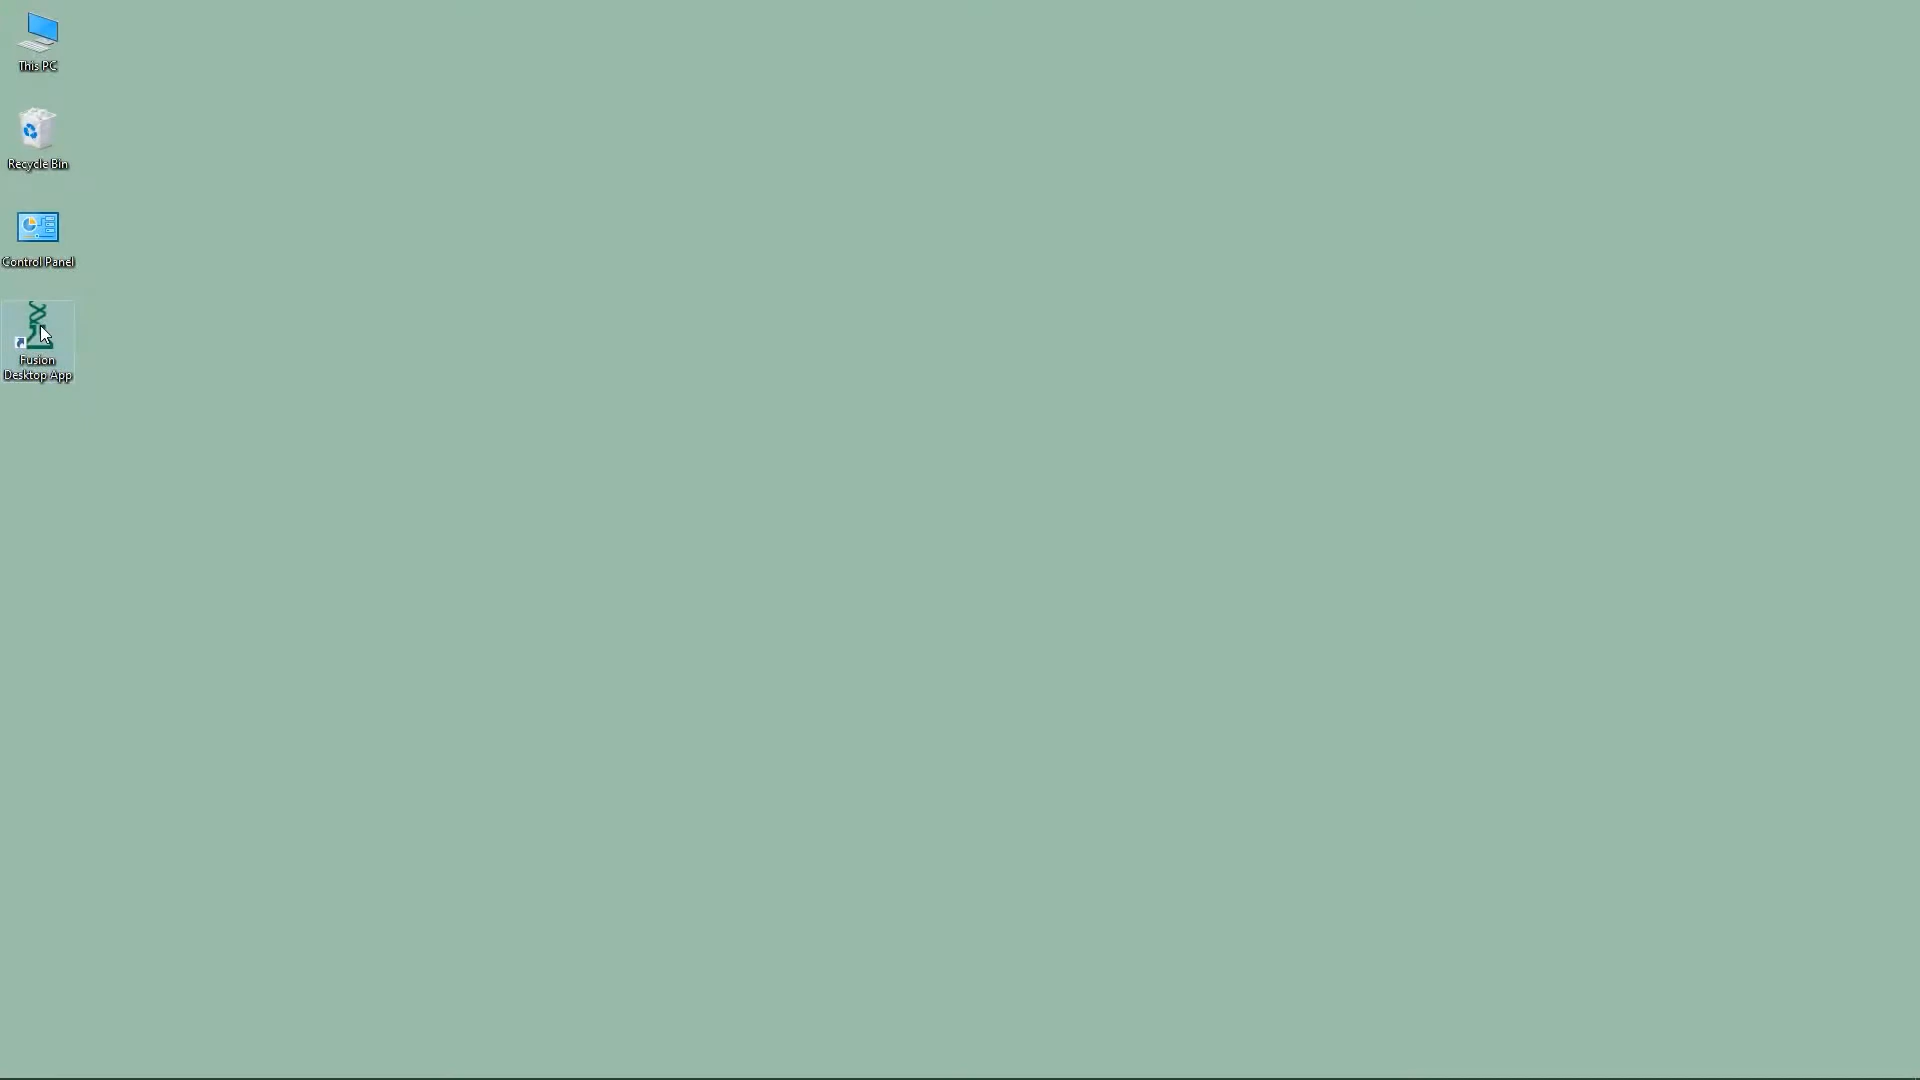 This PC
Recycle Bin
Control Panel
Fusion
Desktop App